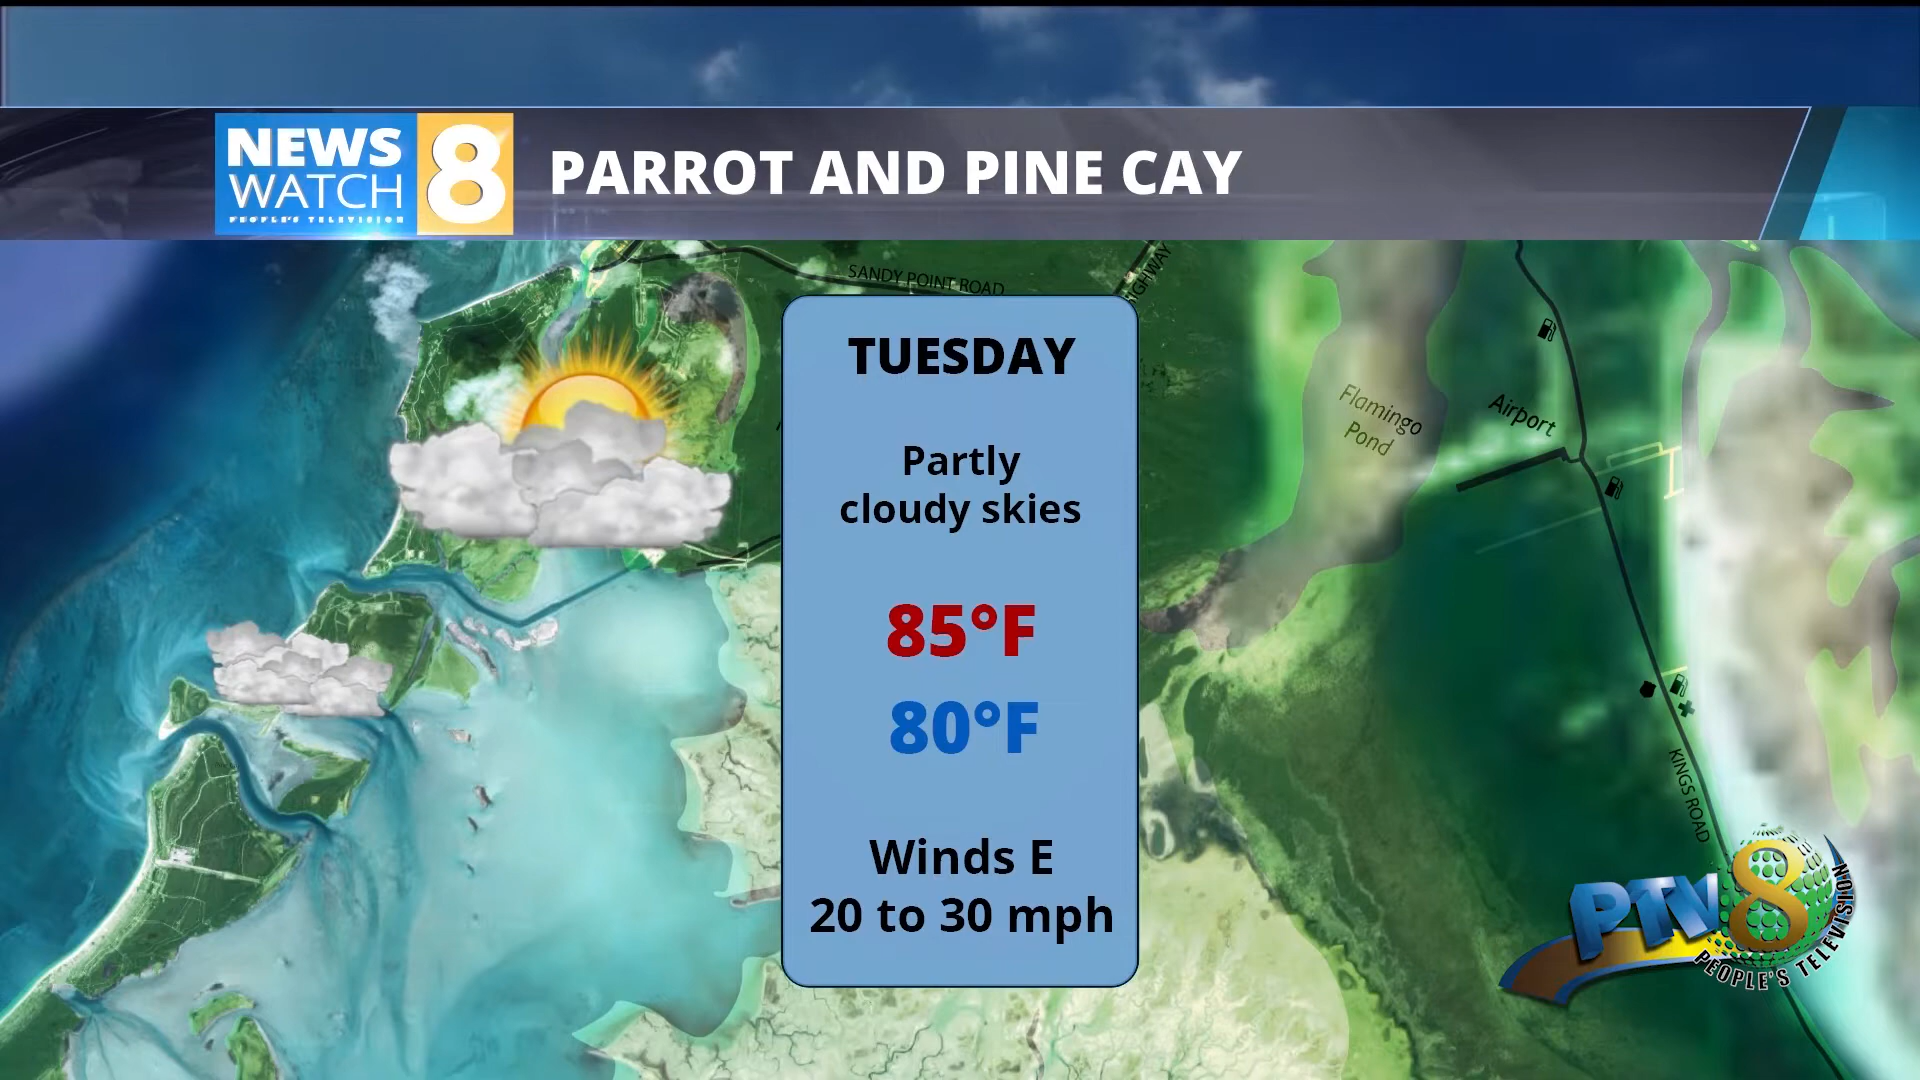 NEWS
WATCH
PEOPLE'S TELEVISION
8
PARROT AND PINE CAY
SANDY POINT ROAD
HIGHWAY
TUESDAY
Partly
cloudy skies
85°F
80°F
Winds E
20 to 30 mph
Flamingo
Pond
Airport
KINGS ROAD
PTV8
PEOPLE'S TELEVISION